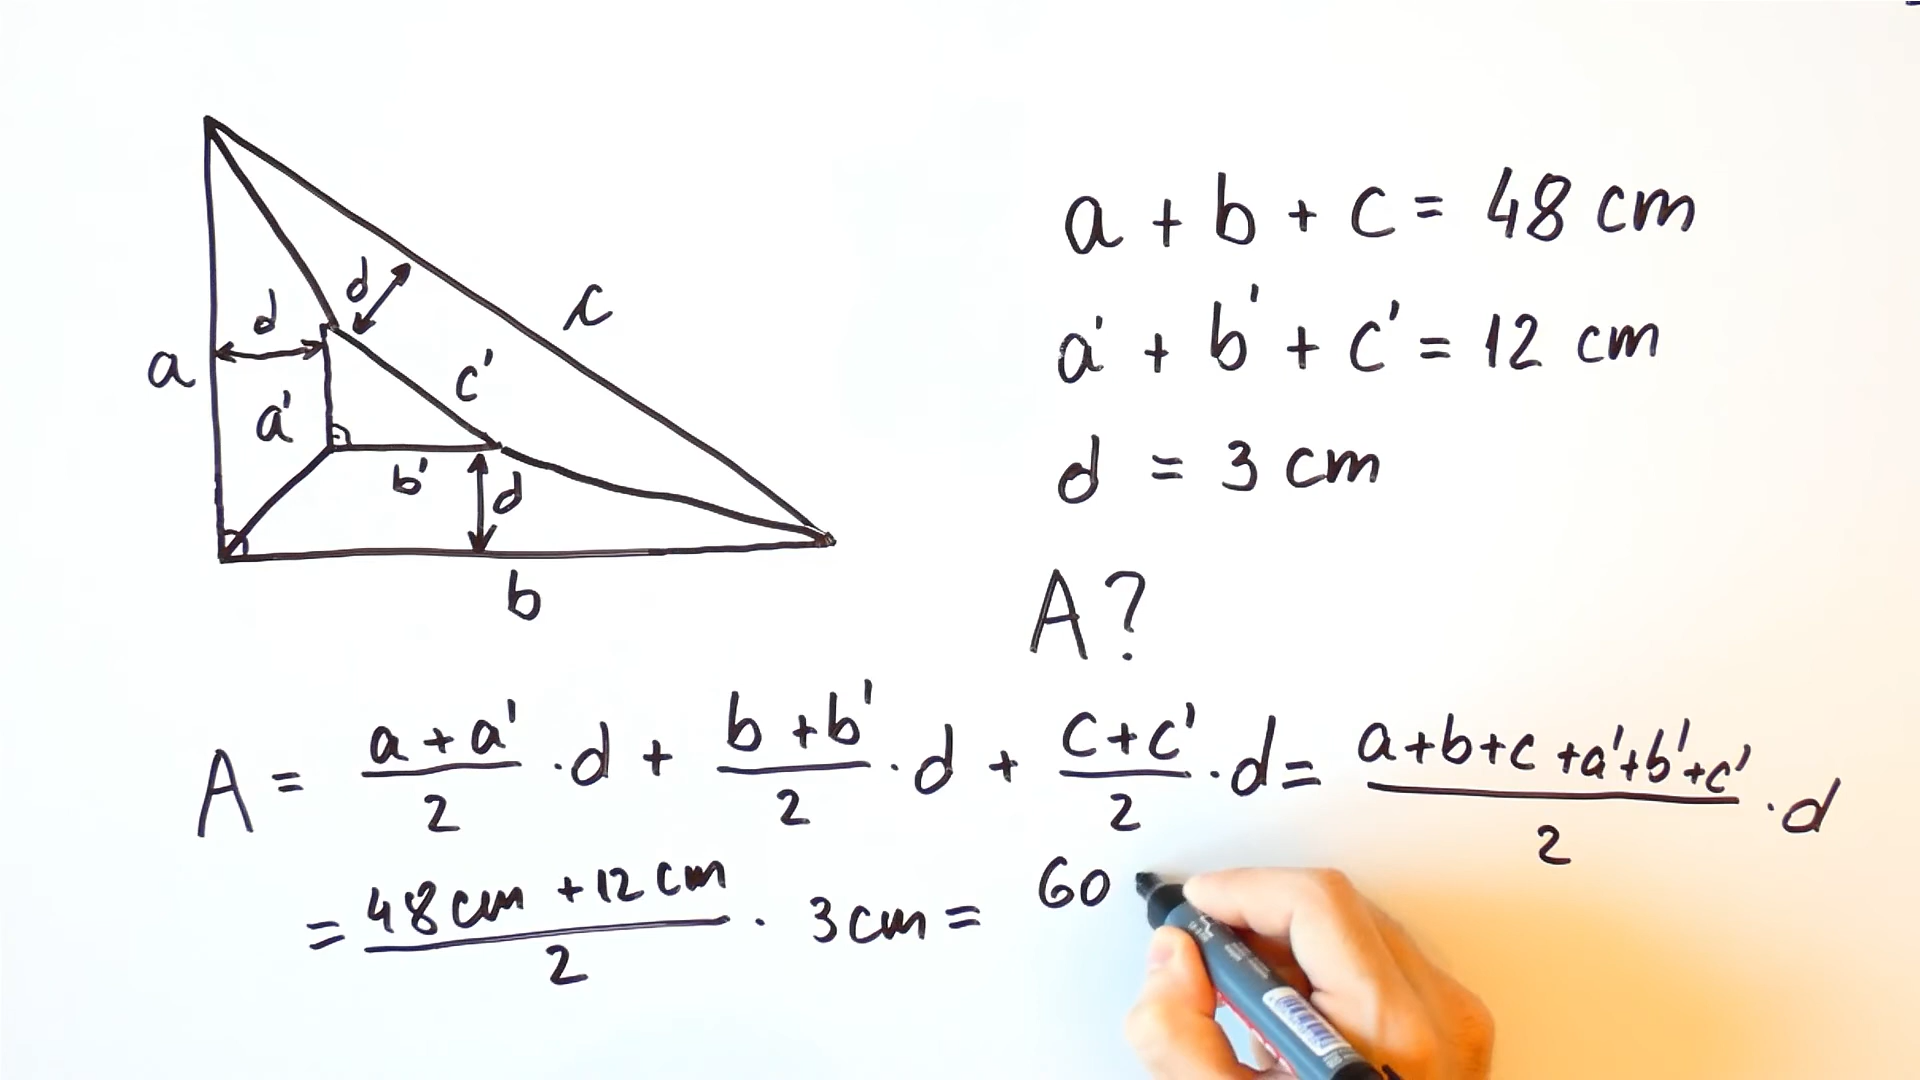 d
d
a
a'
c'
c
b'
d
b
a + b + c = 48 cm
a' + b' + c' = 12 cm
d = 3 cm
A?
A = (a + a')/2 · d + (b + b')/2 · d + (c + c')/2 · d = (a+b+c+a'+b'+c')/2 · d
= (48 cm + 12 cm)/2 · 3 cm = 60